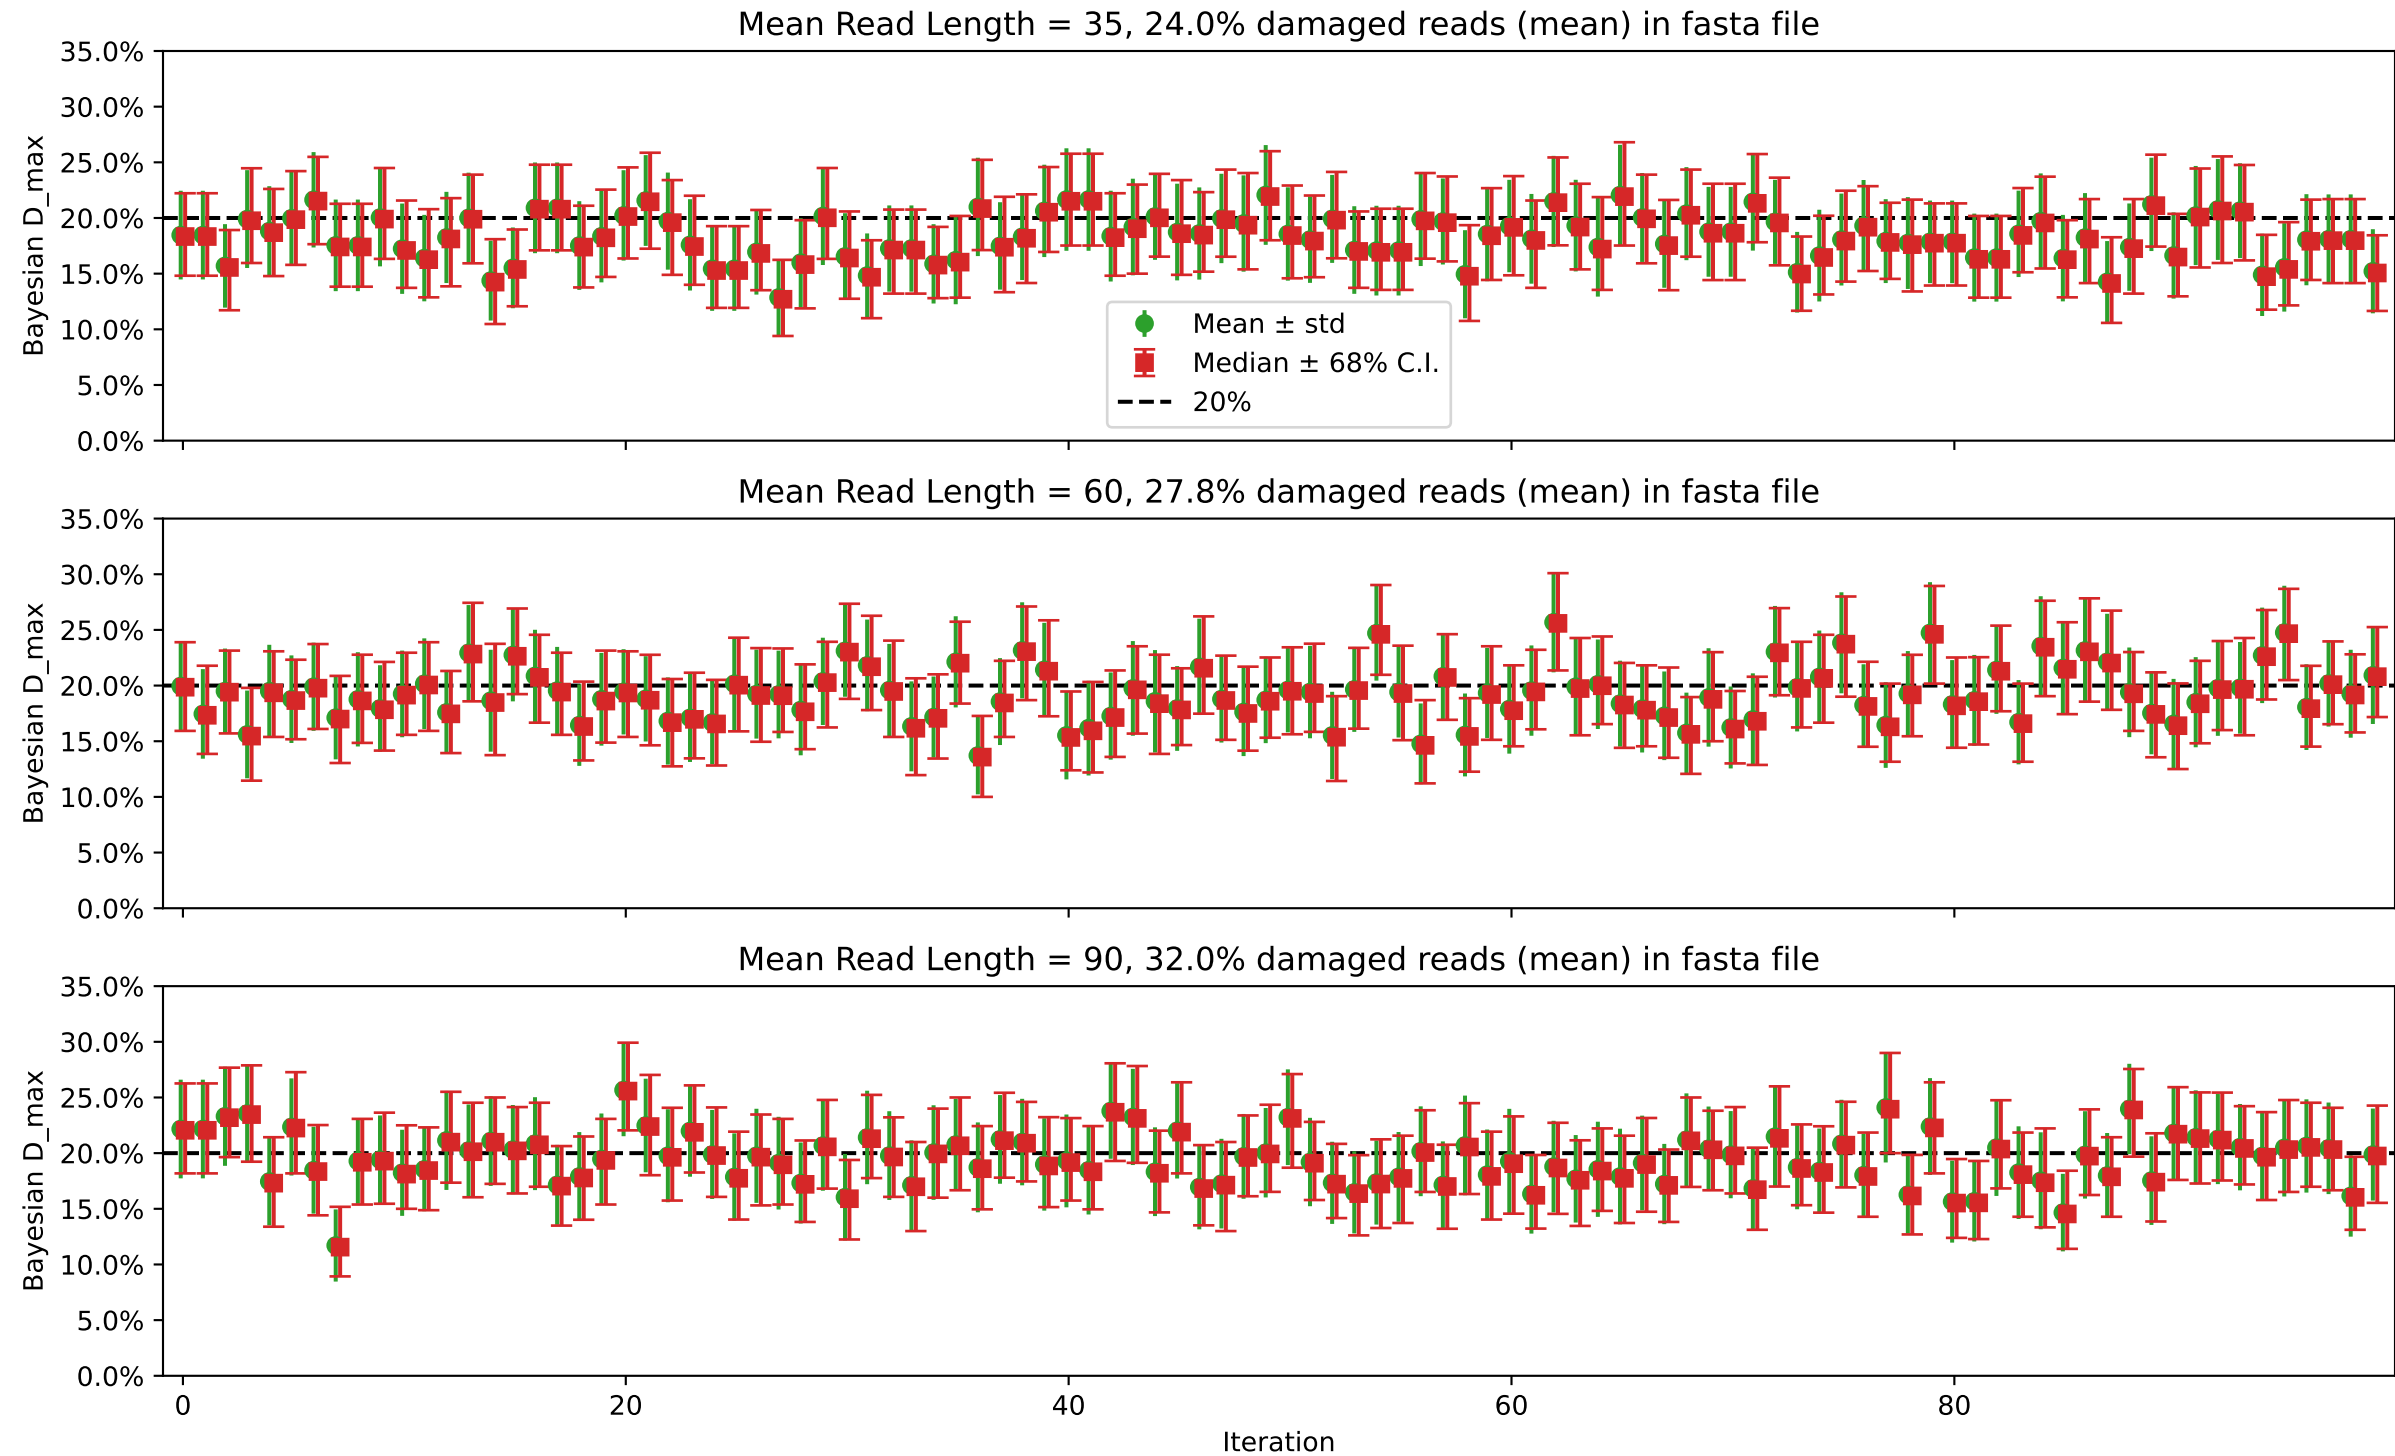 Mean Read Length = 35, 24.0% damaged reads (mean) in fasta file
35.0%
30.0%
25.0%
20.0%
15.0%
10.0%
5.0%
0.0%
Bayesian D_max
Mean ± std
Median ± 68% C.I.
20%
Mean Read Length = 60, 27.8% damaged reads (mean) in fasta file
35.0%
30.0%
25.0%
20.0%
15.0%
10.0%
5.0%
0.0%
Bayesian D_max
Mean Read Length = 90, 32.0% damaged reads (mean) in fasta file
35.0%
30.0%
25.0%
20.0%
15.0%
10.0%
5.0%
0.0%
Bayesian D_max
0 20 40 60 80
Iteration